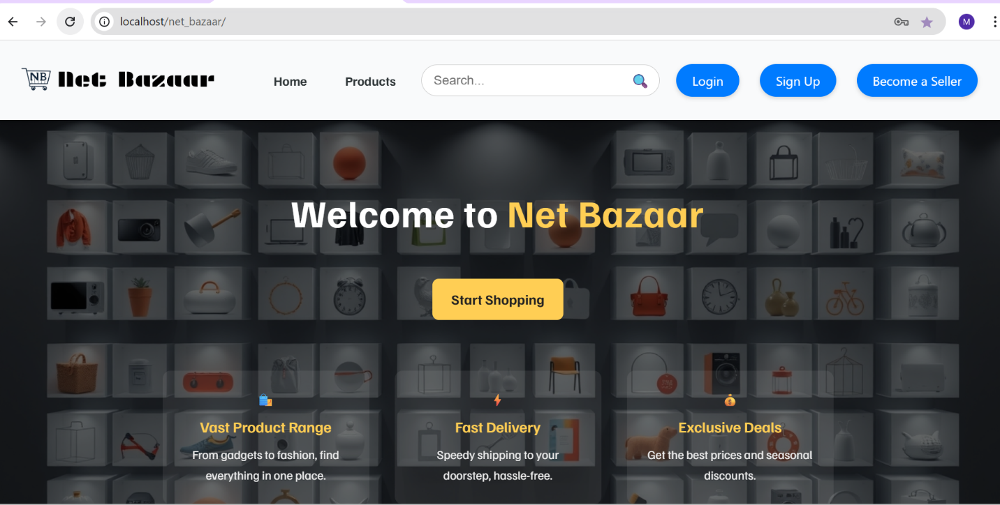 M
localhost/net_bazaar/
NB Net Bazaar
Home
Products
Search...
Login
Sign Up
Become a Seller
Welcome to Net Bazaar
Start Shopping
Vast Product Range
From gadgets to fashion, find
everything in one place.
Fast Delivery
Speedy shipping to your
doorstep, hassle-free.
Exclusive Deals
Get the best prices and seasonal
discounts.